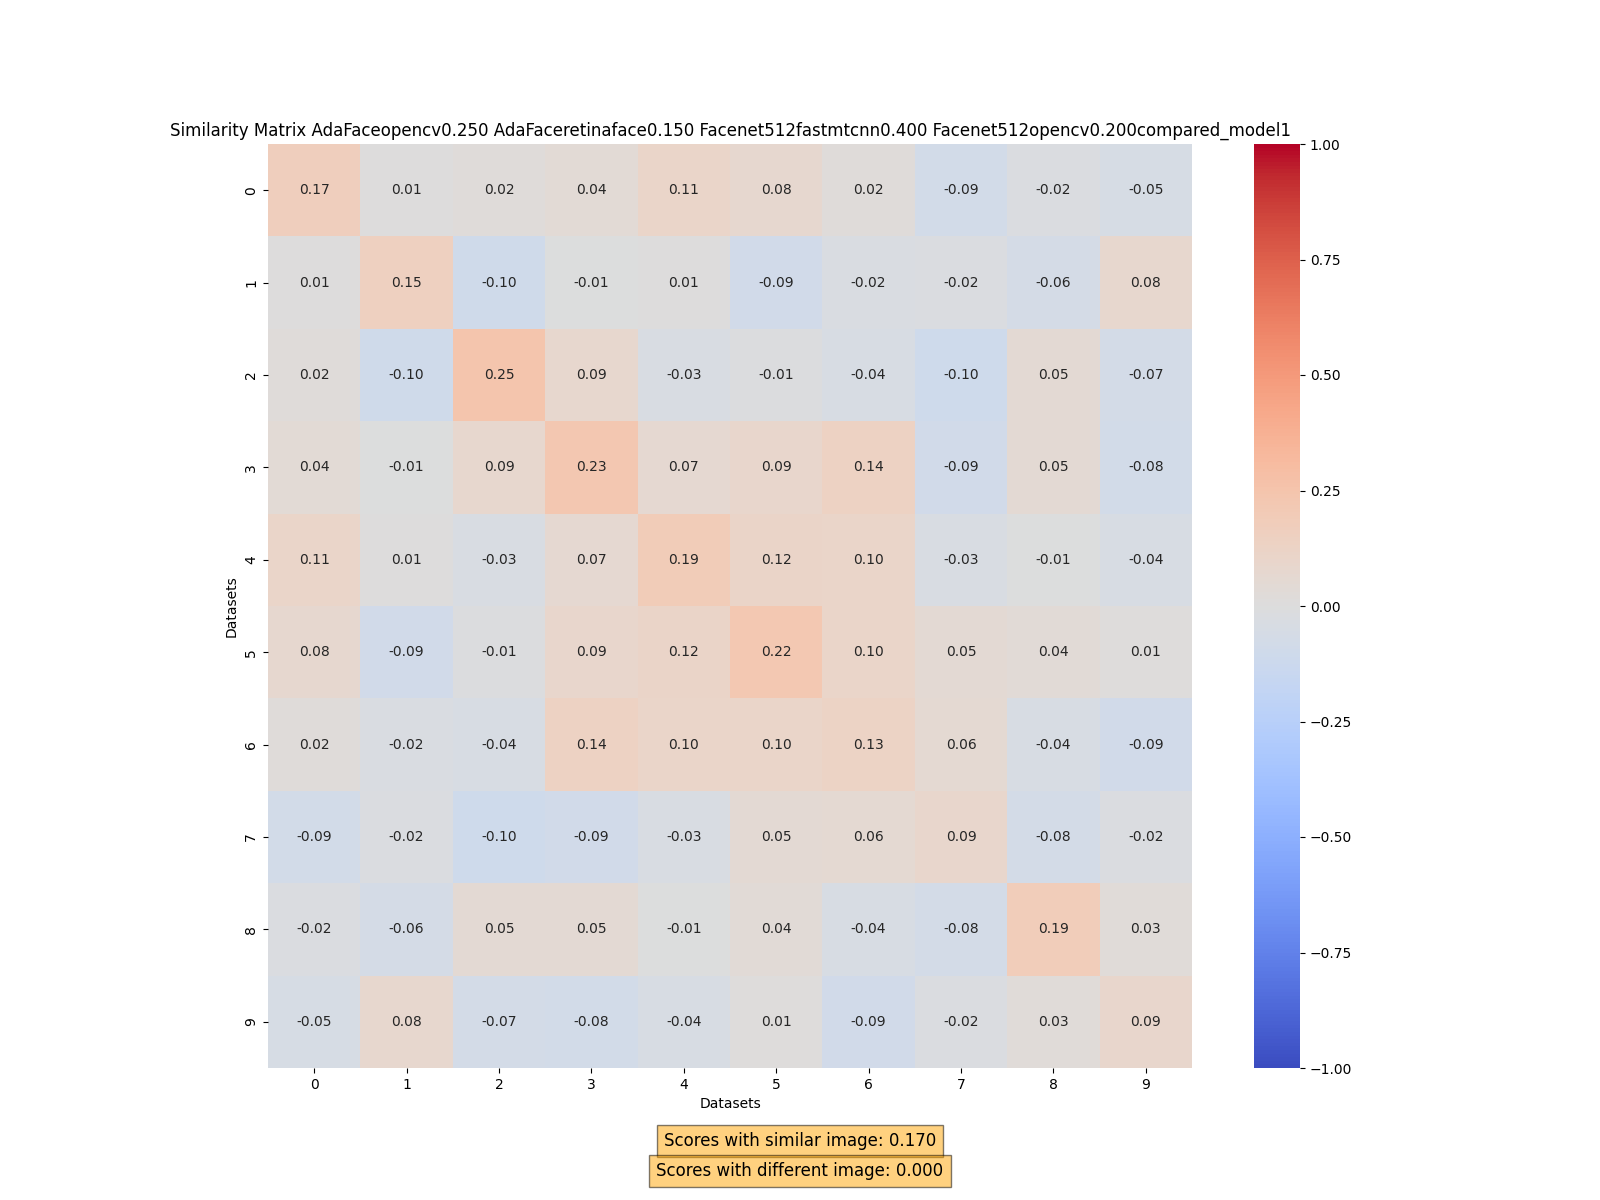 Similarity Matrix AdaFaceopencv0.250 AdaFaceretinaface0.150 Facenet512fastmtcnn0.400 Facenet512opencv0.200compared_model1
1.00
0 0.17 0.01 0.02 0.04 0.11 0.08 0.02 -0.09 -0.02 -0.05
0.75
1 0.01 0.15 -0.10 -0.01 0.01 -0.09 -0.02 -0.02 -0.06 0.08
2 0.02 -0.10 0.25 0.09 -0.03 -0.01 -0.04 -0.10 0.05 -0.07
0.50
3 0.04 -0.01 0.09 0.23 0.07 0.09 0.14 -0.09 0.05 -0.08
0.25
4 0.11 0.01 -0.03 0.07 0.19 0.12 0.10 -0.03 -0.01 -0.04
Datasets
0.00
5 0.08 -0.09 -0.01 0.09 0.12 0.22 0.10 0.05 0.04 0.01
−0.25
6 0.02 -0.02 -0.04 0.14 0.10 0.10 0.13 0.06 -0.04 -0.09
−0.50
7 -0.09 -0.02 -0.10 -0.09 -0.03 0.05 0.06 0.09 -0.08 -0.02
8 -0.02 -0.06 0.05 0.05 -0.01 0.04 -0.04 -0.08 0.19 0.03
−0.75
9 -0.05 0.08 -0.07 -0.08 -0.04 0.01 -0.09 -0.02 0.03 0.09
−1.00
0 1 2 3 4 5 6 7 8 9
Datasets
Scores with similar image: 0.170
Scores with different image: 0.000